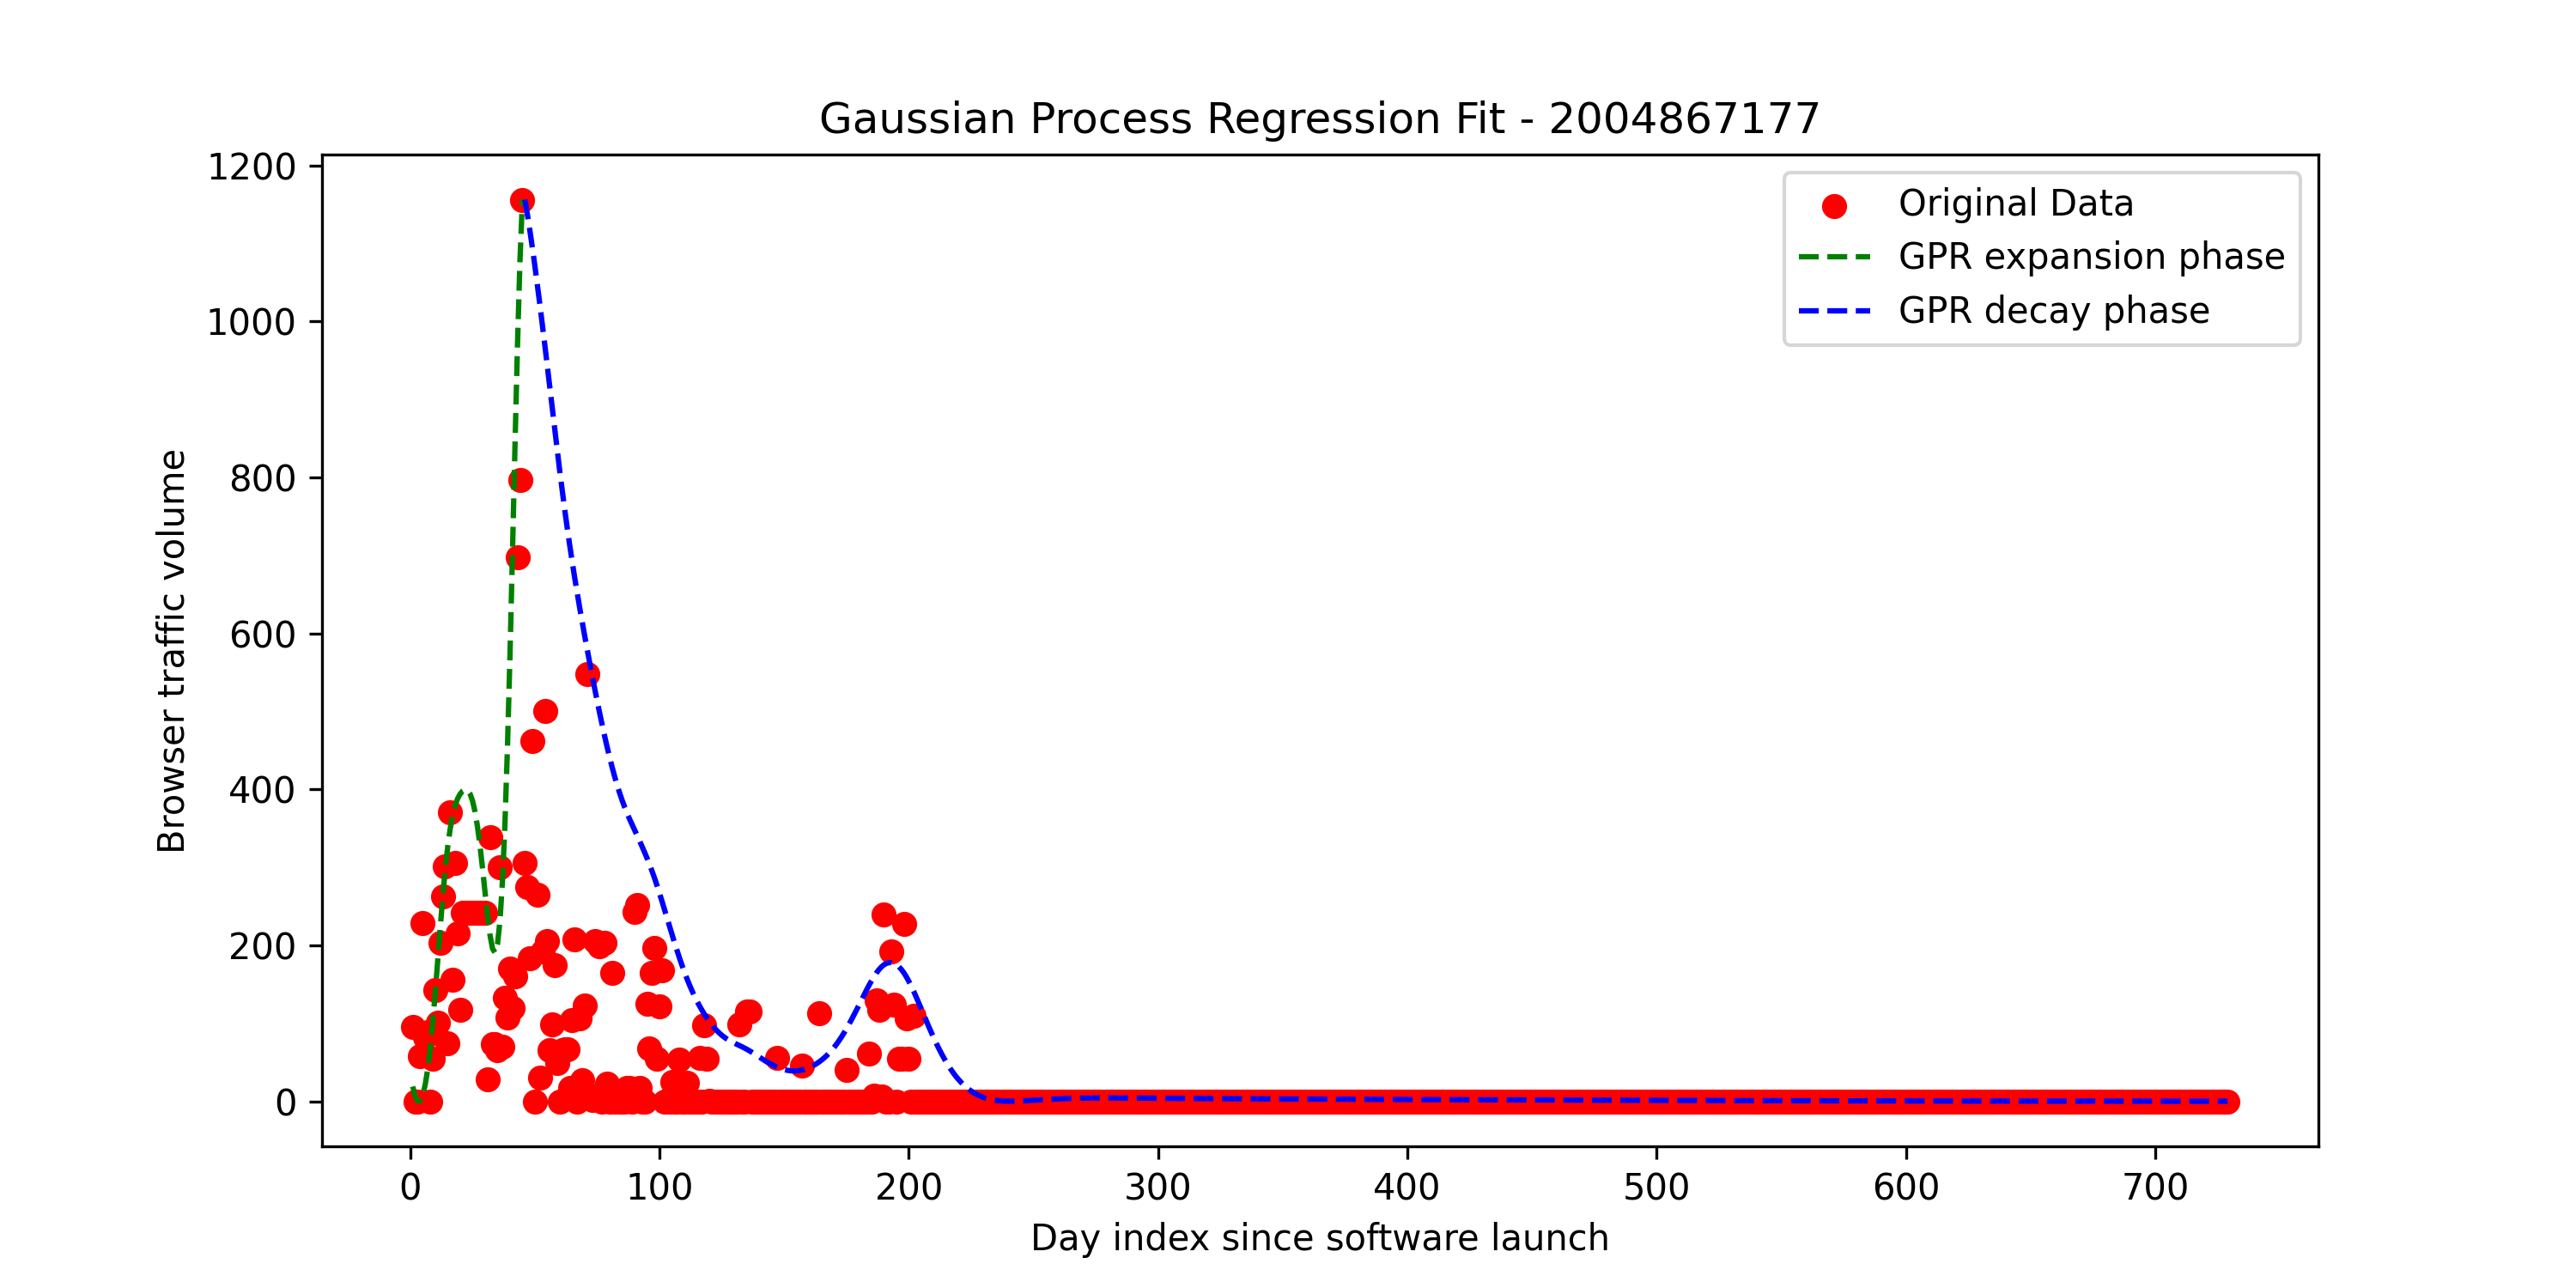 Gaussian Process Regression Fit - 2004867177
1200
1000
800
600
400
200
0
Browser traffic volume
Original Data
GPR expansion phase
GPR decay phase
0 100 200 300 400 500 600 700
Day index since software launch